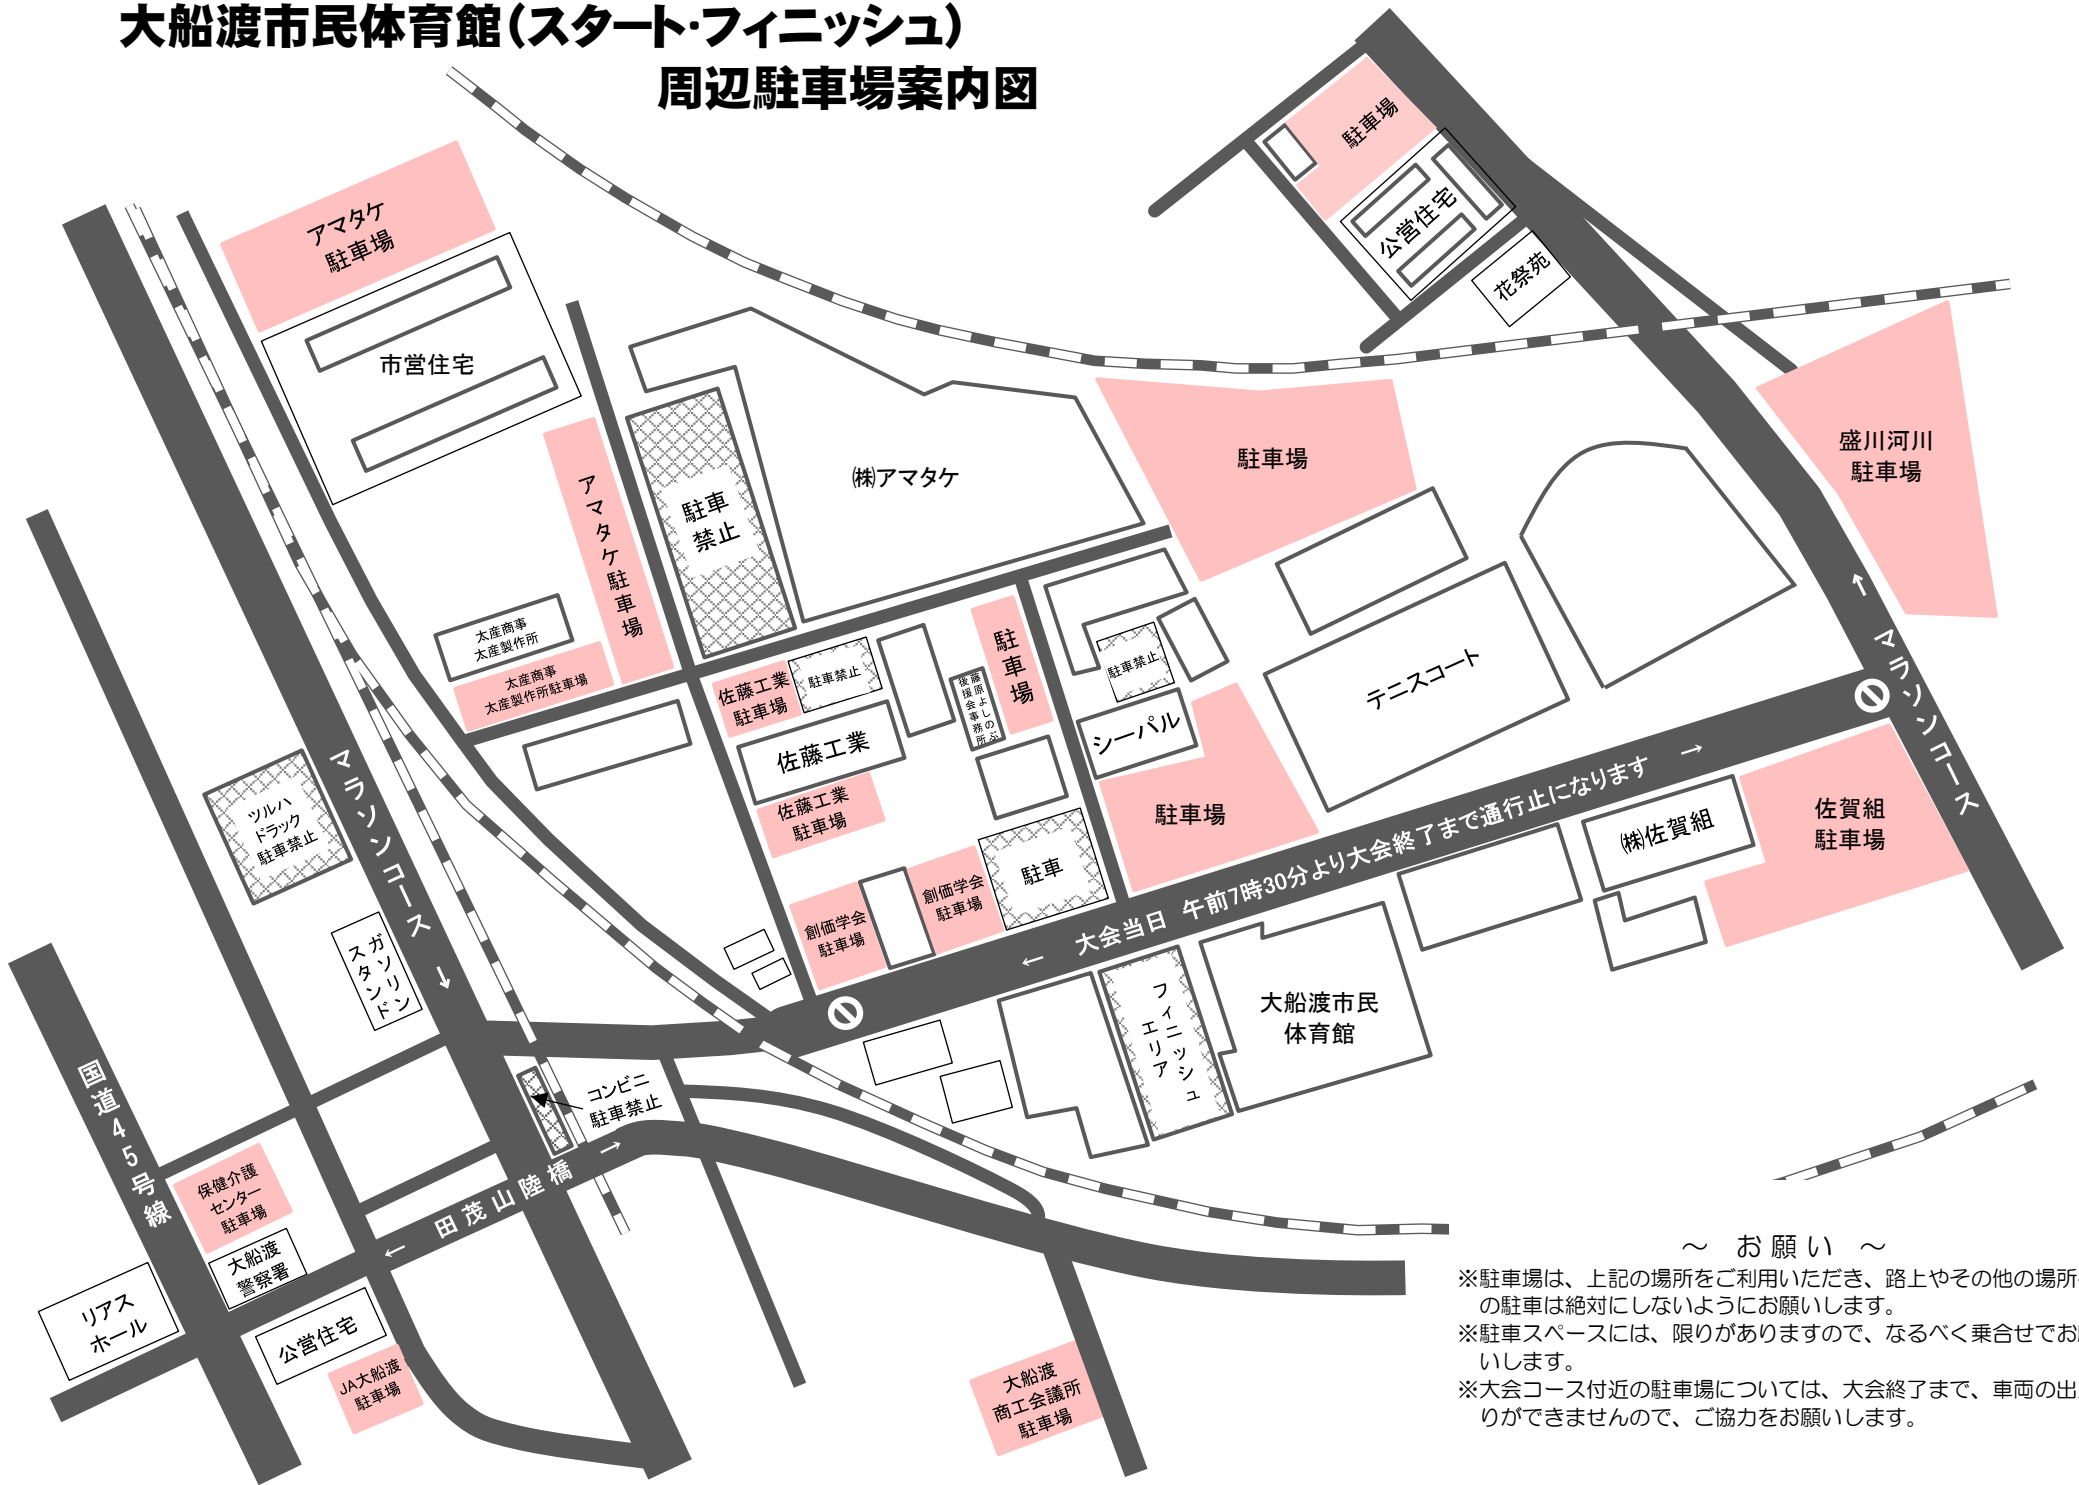 大船渡市民体育館（スタート・フィニッシュ）
周辺駐車場案内図
アマタケ
駐車場
市営住宅
アマタケ駐車場
駐車
禁止
㈱アマタケ
駐車場
公営住宅
花祭苑
駐車場
盛川河川
駐車場
太産商事
太産製作所
太産商事
太産製作所駐車場
佐藤工業
駐車場
駐車禁止
佐藤工業
佐藤工業
駐車場
藤原よしのぶ
後援会事務所
駐車場
駐車禁止
シーパル
駐車場
テニスコート
マラソンコース
↑
ツルハ
ドラック
駐車禁止
マラソンコース
↓
ガソリン
スタンド
創価学会
駐車場
創価学会
駐車場
駐車
← 大会当日 午前7時30分より大会終了まで通行止になります →
㈱佐賀組
佐賀組
駐車場
フィニッシュ
エリア
大船渡市民
体育館
国道45号線
コンビニ
駐車禁止
← 田茂山陸橋 →
保健介護
センター
駐車場
大船渡
警察署
リアス
ホール
公営住宅
JA大船渡
駐車場
大船渡
商工会議所
駐車場
～ お願い ～
※駐車場は、上記の場所をご利用いただき、路上やその他の場所
の駐車は絶対にしないようにお願いします。
※駐車スペースには、限りがありますので、なるべく乗合せでお
いします。
※大会コース付近の駐車場については、大会終了まで、車両の出
りができませんので、ご協力をお願いします。